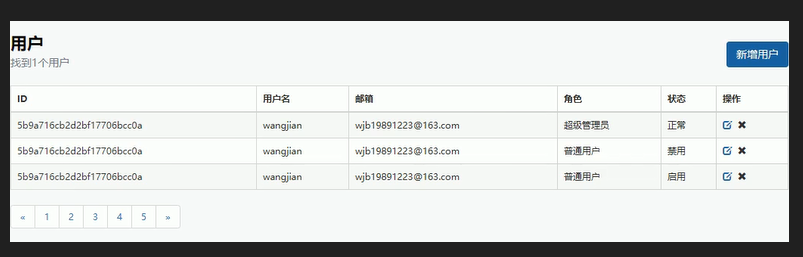 用户
找到1个用户
新增用户
ID 用户名 邮箱 角色 状态 操作
5b9a716cb2d2bf17706bcc0a wangjian wjb19891223@163.com 超级管理员 正常
5b9a716cb2d2bf17706bcc0a wangjian wjb19891223@163.com 普通用户 禁用
5b9a716cb2d2bf17706bcc0a wangjian wjb19891223@163.com 普通用户 启用
« 1 2 3 4 5 »